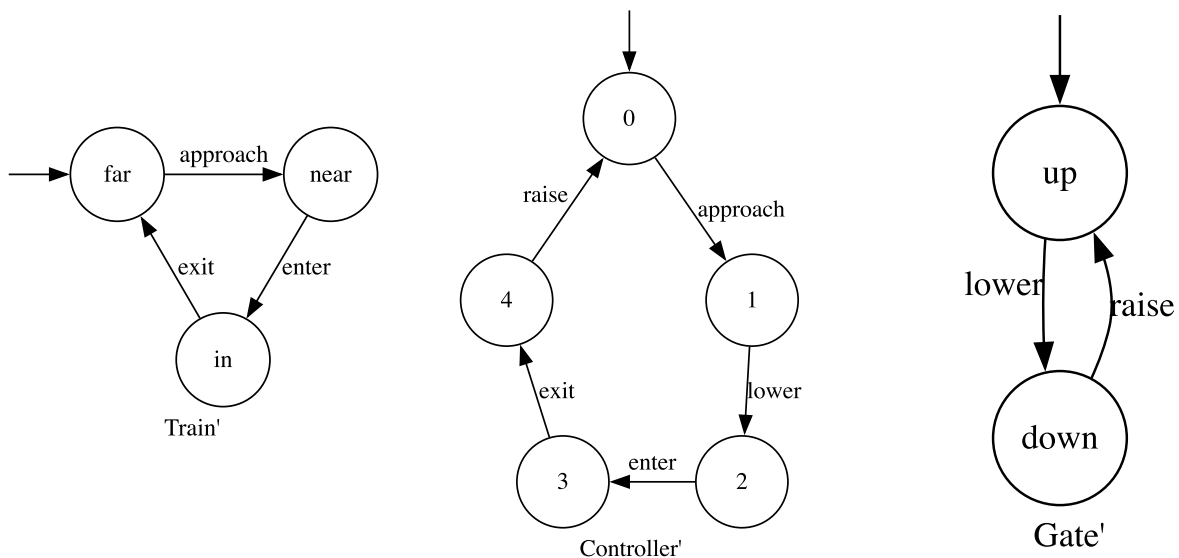 far
approach
near
exit
enter
in
Train'
0
raise
approach
4
1
exit
lower
enter
3
2
Controller'
up
lower
raise
down
Gate'